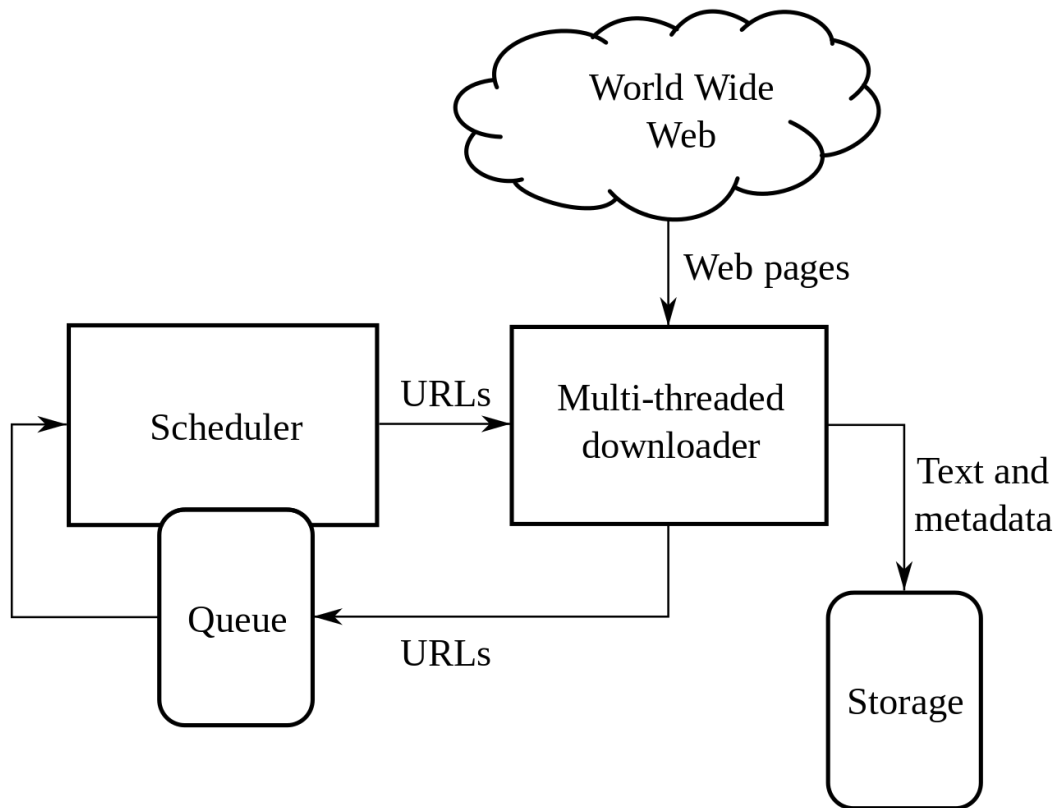 World Wide
Web
Web pages
Scheduler
URLs
Multi-threaded
downloader
Text and
metadata
Queue
URLs
Storage